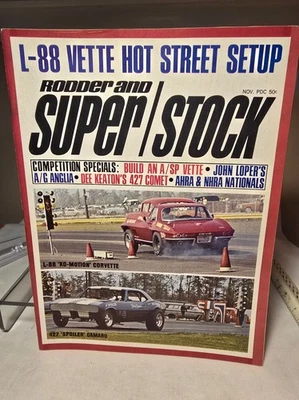 L-88 VETTE HOT STREET SETUP
RODDER AND
NOV. PDC 50¢
SUPER/STOCK
COMPETITION SPECIALS: BUILD AN A/SP VETTE • JOHN LOPER'S
A/G ANGLIA • DEE KEATON'S 427 COMET • AHRA & NHRA NATIONALS
L-88 'KO-MOTION' CORVETTE
427 'SPOILER' CAMARO